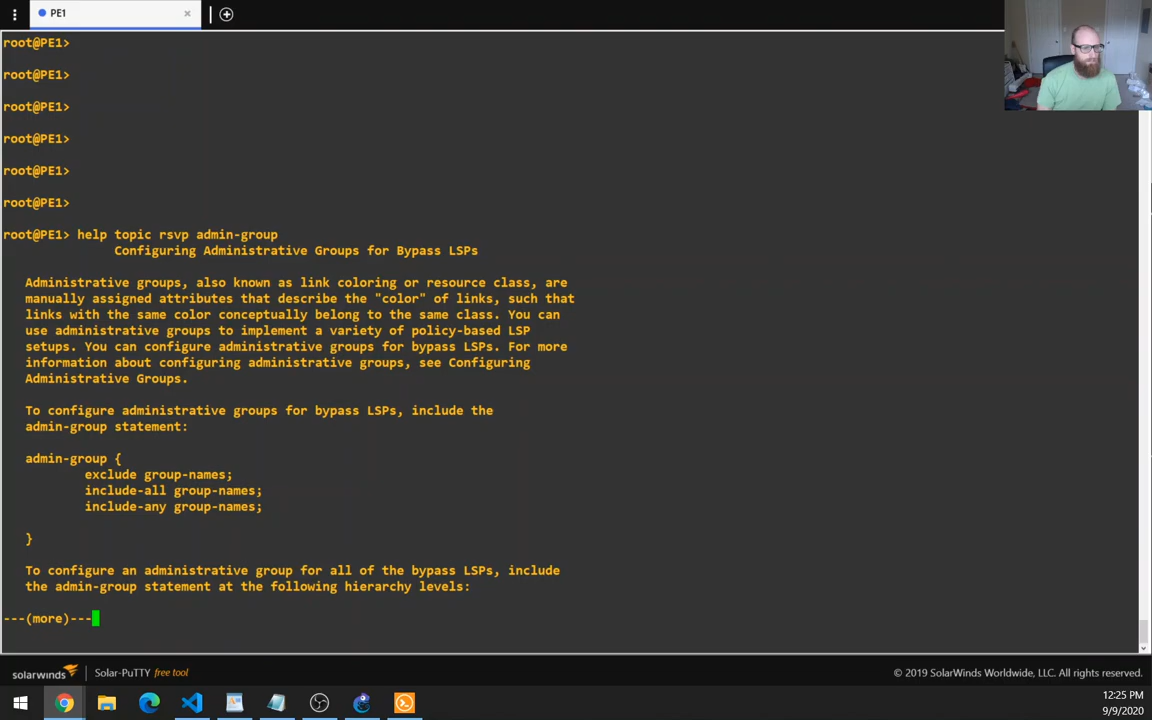 PE1
root@PE1>
root@PE1>
root@PE1>
root@PE1>
root@PE1>
root@PE1>
root@PE1> help topic rsvp admin-group
Configuring Administrative Groups for Bypass LSPs
Administrative groups, also known as link coloring or resource class, are
manually assigned attributes that describe the "color" of links, such that
links with the same color conceptually belong to the same class. You can
use administrative groups to implement a variety of policy-based LSP
setups. You can configure administrative groups for bypass LSPs. For more
information about configuring administrative groups, see Configuring
Administrative Groups.
To configure administrative groups for bypass LSPs, include the
admin-group statement:
admin-group {
exclude group-names;
include-all group-names;
include-any group-names;
}
To configure an administrative group for all of the bypass LSPs, include
the admin-group statement at the following hierarchy levels:
---(more)---
solarwinds Solar-PuTTY free tool © 2019 SolarWinds Worldwide, LLC. All rights reserved.
12:25 PM
9/9/2020